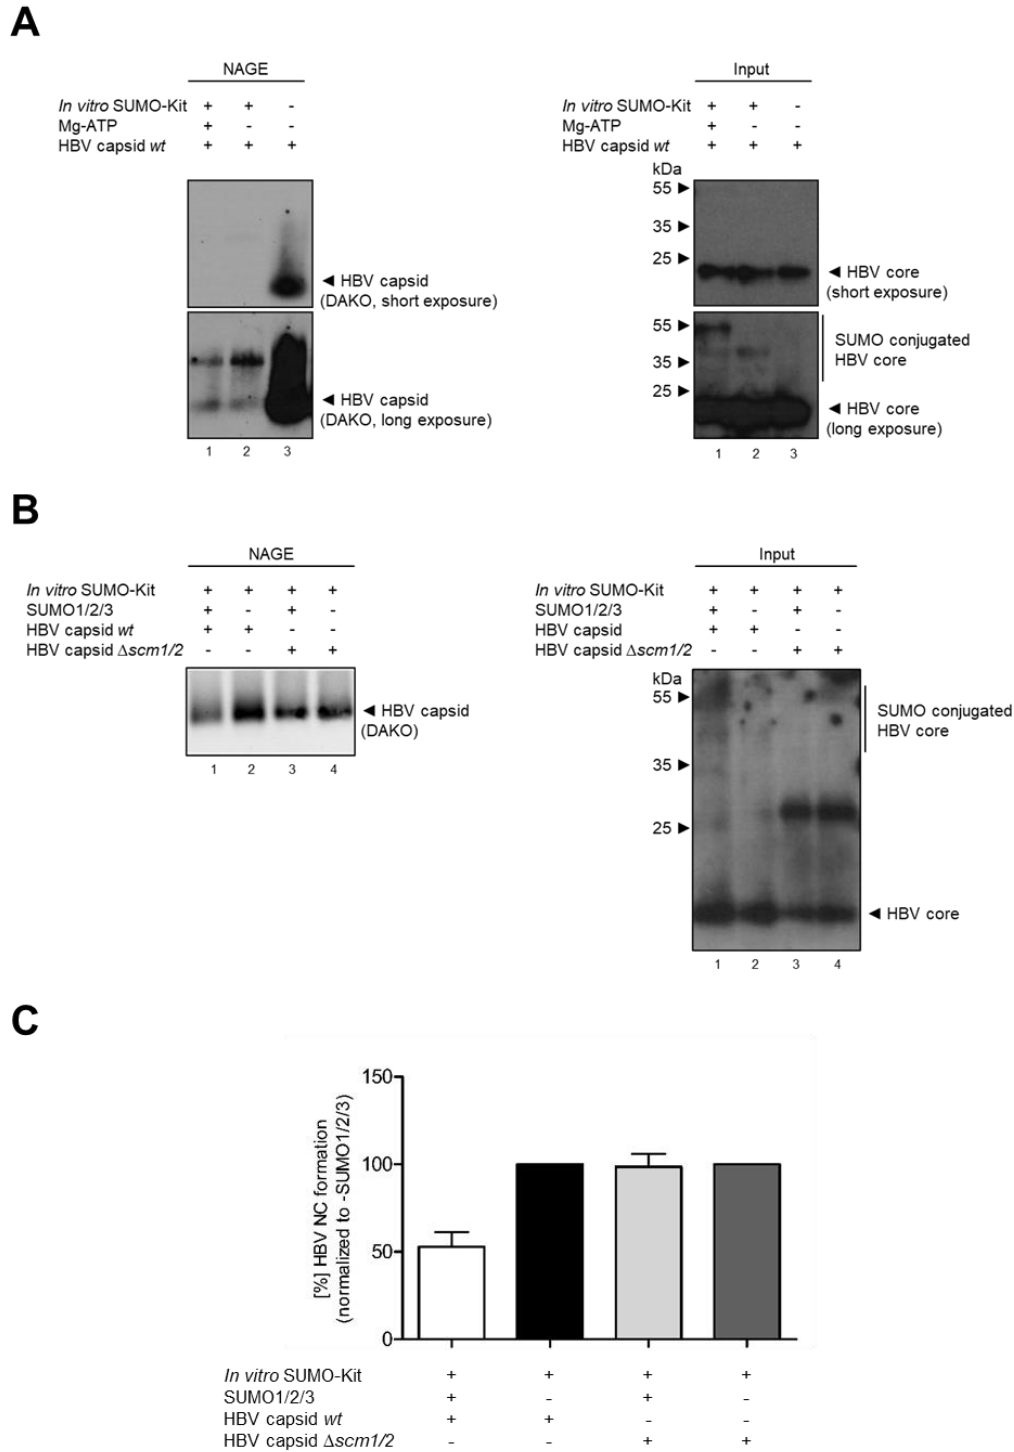 A
NAGE
In vitro SUMO-Kit + + -
Mg-ATP + - -
HBV capsid wt + + +
◄ HBV capsid
(DAKO, short exposure)
◄ HBV capsid
(DAKO, long exposure)
1 2 3
Input
In vitro SUMO-Kit + + -
Mg-ATP + - -
HBV capsid wt + + +
kDa
55 ►
35 ►
25 ►
◄ HBV core
(short exposure)
55 ►
35 ►
25 ►
SUMO conjugated
HBV core
◄ HBV core
(long exposure)
1 2 3
B
NAGE
In vitro SUMO-Kit + + + +
SUMO1/2/3 + - + -
HBV capsid wt + + - -
HBV capsid Δscm1/2 - - + +
◄ HBV capsid
(DAKO)
1 2 3 4
Input
In vitro SUMO-Kit + + + +
SUMO1/2/3 + - + -
HBV capsid + + - -
HBV capsid Δscm1/2 - - + +
kDa
55 ►
35 ►
25 ►
SUMO conjugated
HBV core
◄ HBV core
1 2 3 4
C
[%] HBV NC formation
(normalized to -SUMO1/2/3)
150
100
50
0
In vitro SUMO-Kit + + + +
SUMO1/2/3 + - + -
HBV capsid wt + + - -
HBV capsid Δscm1/2 - - + +